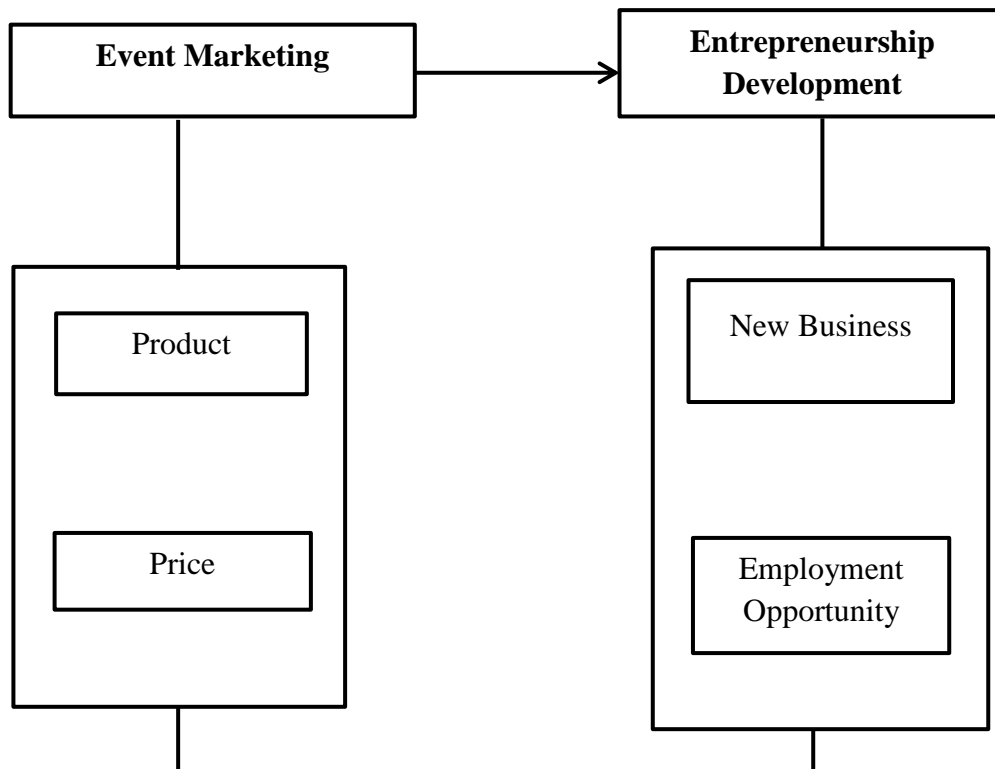 Event Marketing
Entrepreneurship
Development
Product
Price
New Business
Employment
Opportunity